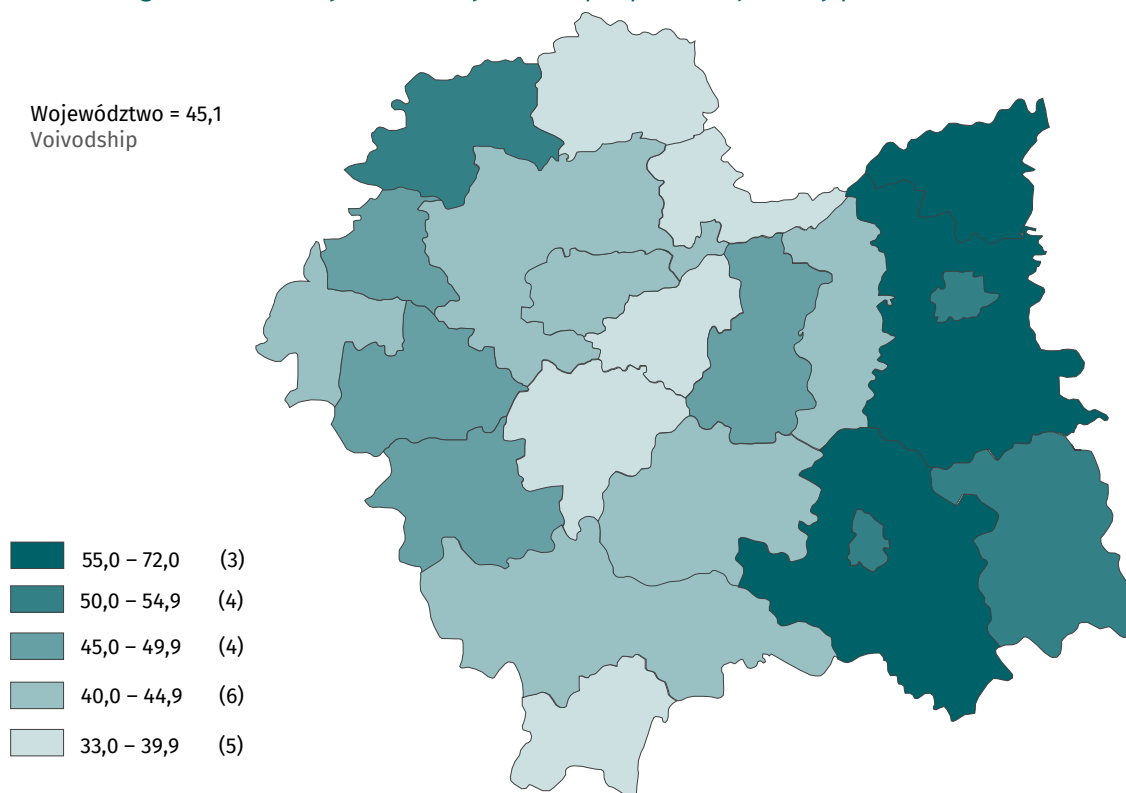 Województwo = 45,1
Voivodship
55,0 – 72,0 (3)
50,0 – 54,9 (4)
45,0 – 49,9 (4)
40,0 – 44,9 (6)
33,0 – 39,9 (5)